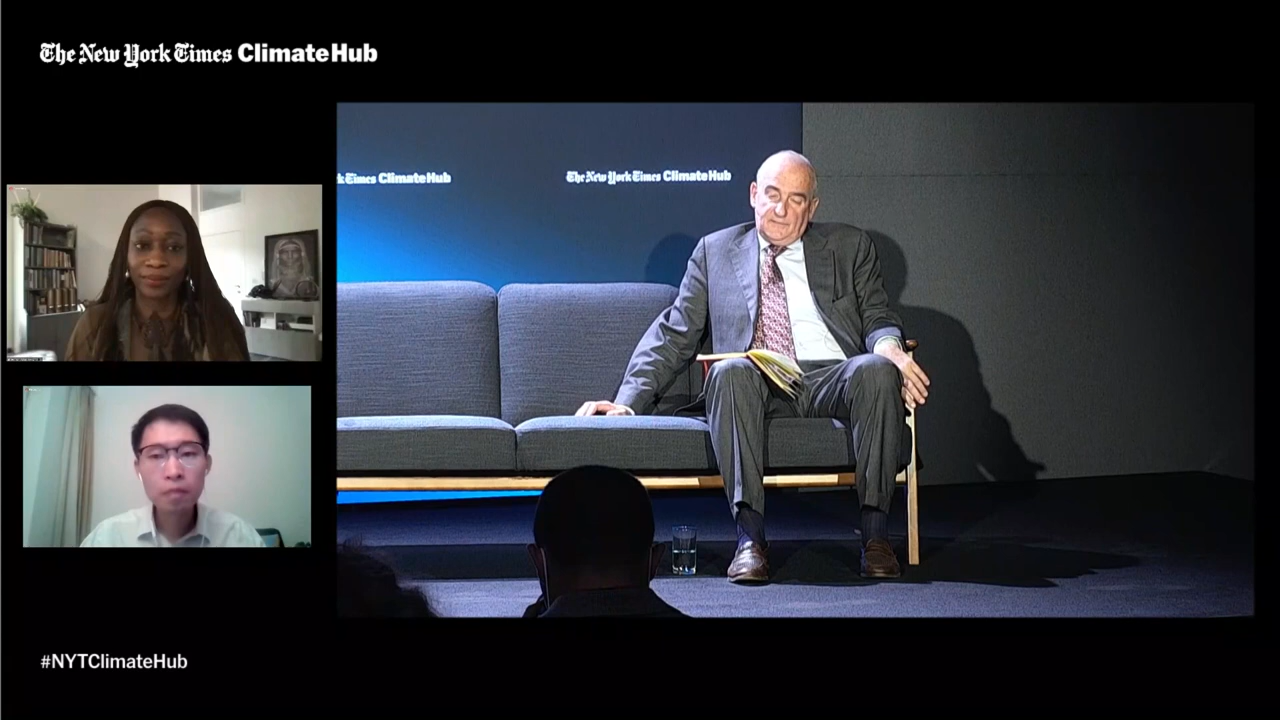 The New York Times Climate Hub
k Times Climate Hub
The New York Times Climate Hub
#NYTClimateHub